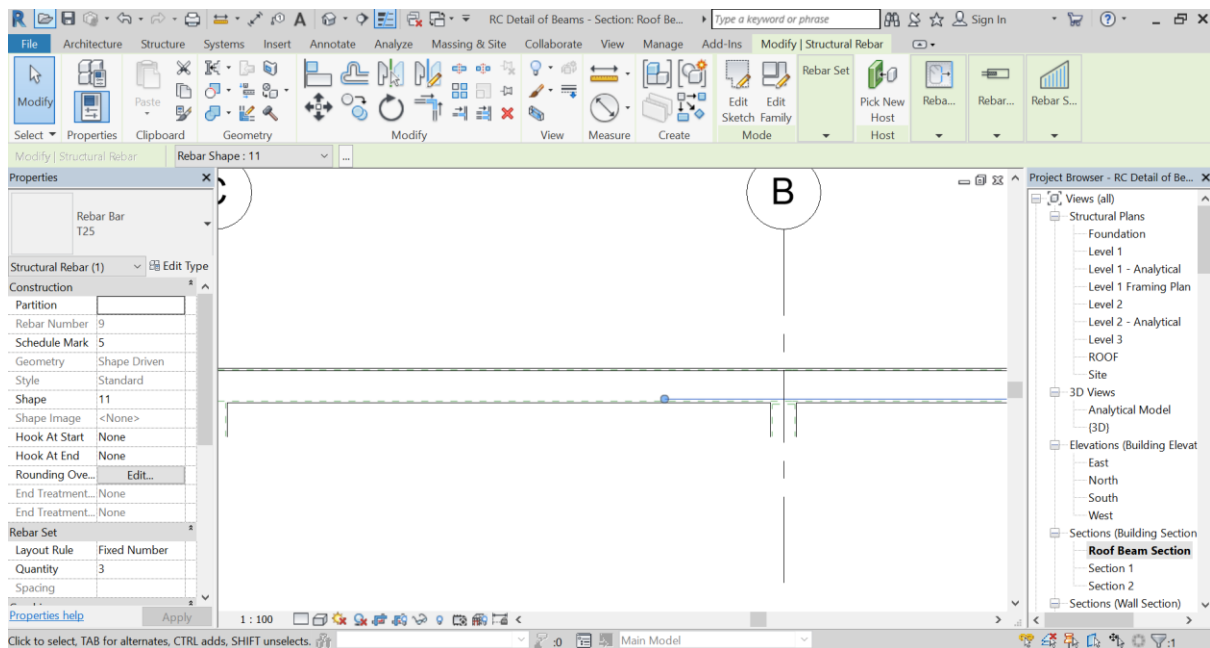 RC Detail of Beams - Section: Roof Be...
Type a keyword or phrase
Sign In
File Architecture Structure Systems Insert Annotate Analyze Massing & Site Collaborate View Manage Add-Ins Modify | Structural Rebar
Modify
Paste
Edit Sketch
Edit Family
Rebar Set
Pick New Host
Reba...
Rebar...
Rebar S...
Select Properties Clipboard Geometry Modify View Measure Create Mode Host
Modify | Structural Rebar
Rebar Shape : 11
...
Properties
Rebar Bar
T25
Structural Rebar (1)
Edit Type
Construction
Partition
Rebar Number 9
Schedule Mark 5
Geometry Shape Driven
Style Standard
Shape 11
Shape Image <None>
Hook At Start None
Hook At End None
Rounding Ove... Edit...
End Treatment... None
End Treatment... None
Rebar Set
Layout Rule Fixed Number
Quantity 3
Spacing
Properties help
Apply
C
B
1 : 100
Project Browser - RC Detail of Be...
Views (all)
Structural Plans
Foundation
Level 1
Level 1 - Analytical
Level 1 Framing Plan
Level 2
Level 2 - Analytical
Level 3
ROOF
Site
3D Views
Analytical Model
{3D}
Elevations (Building Elevat
East
North
South
West
Sections (Building Section
Roof Beam Section
Section 1
Section 2
Sections (Wall Section)
Click to select, TAB for alternates, CTRL adds, SHIFT unselects.
:0
Main Model
:1